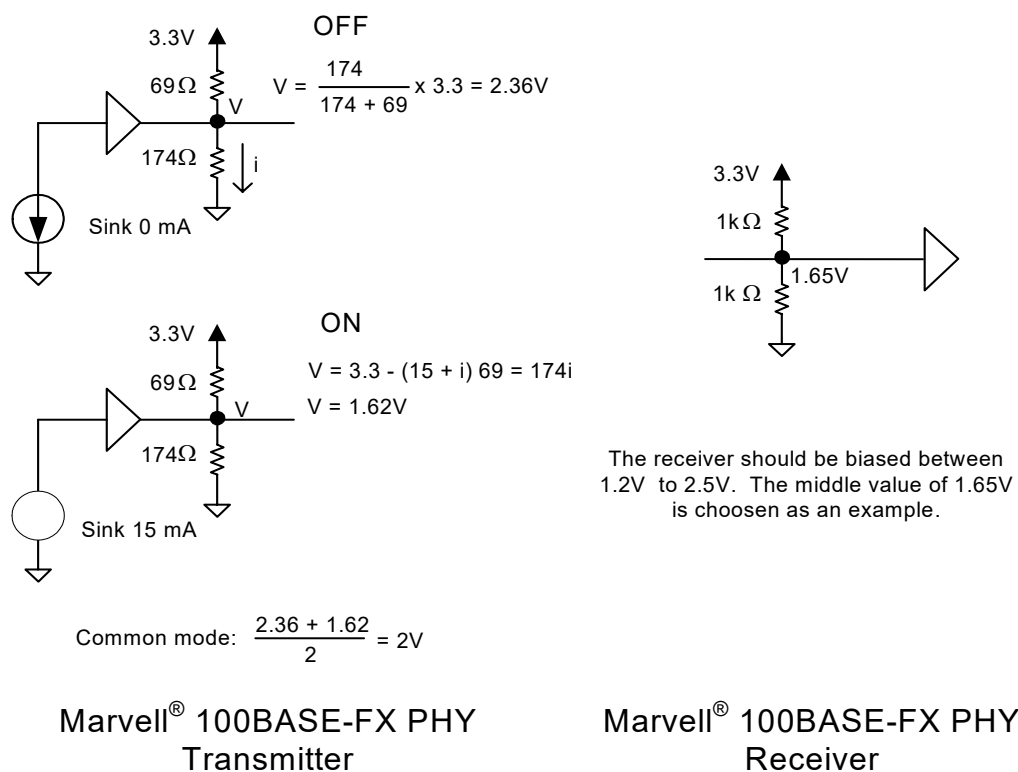 OFF
3.3V
69Ω
V = 174 / 174 + 69 x 3.3 = 2.36V
V
174Ω
i
Sink 0 mA
ON
3.3V
V = 3.3 - (15 + i) 69 = 174i
69Ω
V
V = 1.62V
174Ω
Sink 15 mA
Common mode: 2.36 + 1.62 / 2 = 2V
Marvell® 100BASE-FX PHY
Transmitter
3.3V
1kΩ
1.65V
1k Ω
The receiver should be biased between
1.2V to 2.5V. The middle value of 1.65V
is choosen as an example.
Marvell® 100BASE-FX PHY
Receiver